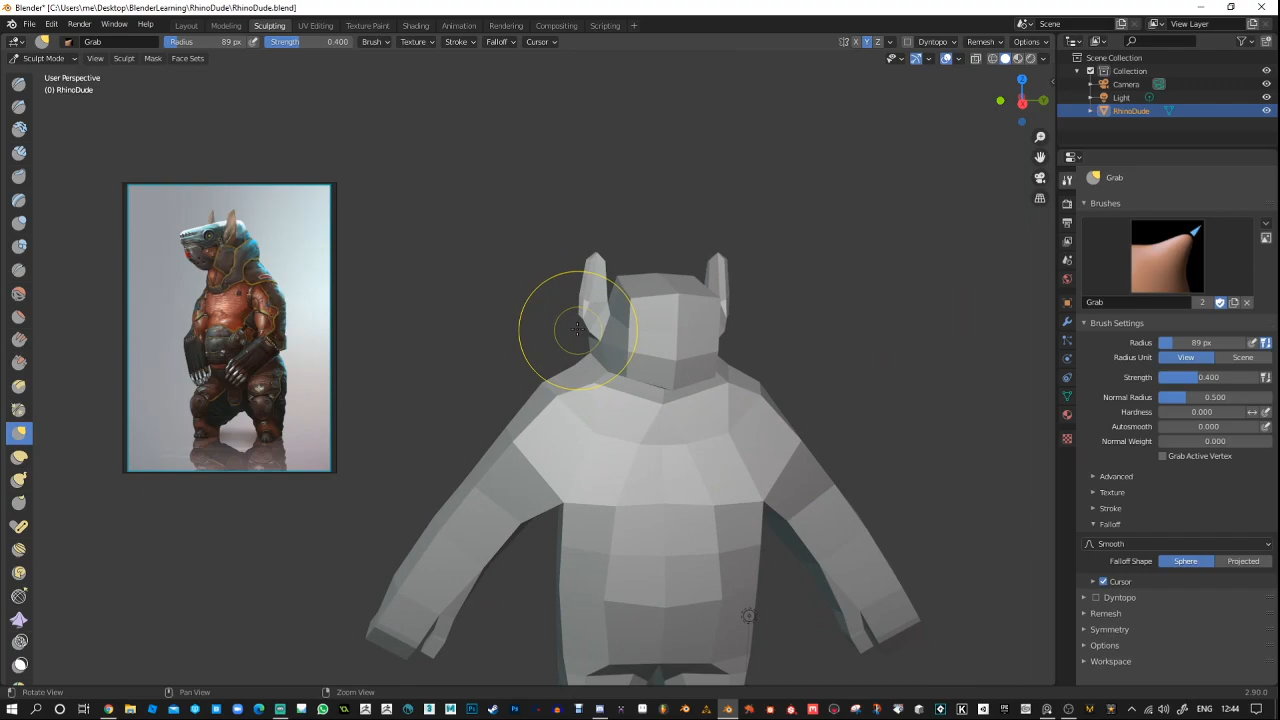 Blender* [C:\Users\me\Desktop\BlenderLearning\RhinoDude\RhinoDude.blend]
File Edit Render Window Help Layout Modeling Sculpting UV Editing Texture Paint Shading Animation Rendering Compositing Scripting + Scene View Layer
Grab Radius 89 px Strength 0.400 Brush Texture Stroke Falloff Cursor X Y Z Dyntopo Remesh Options
Sculpt Mode View Sculpt Mask Face Sets
User Perspective
(0) RhinoDude
Z
Y
Scene Collection
Collection
Camera
Light
RhinoDude
Grab
Brushes
Grab 2
Brush Settings
Radius 89 px
Radius Unit View Scene
Strength 0.400
Normal Radius 0.500
Hardness 0.000
Autosmooth 0.000
Normal Weight 0.000
Grab Active Vertex
Advanced
Texture
Stroke
Falloff
Smooth
Falloff Shape Sphere Projected
Cursor
Dyntopo
Remesh
Symmetry
Options
Workspace
Rotate View Pan View Zoom View 2.90.0
ENG 12:44